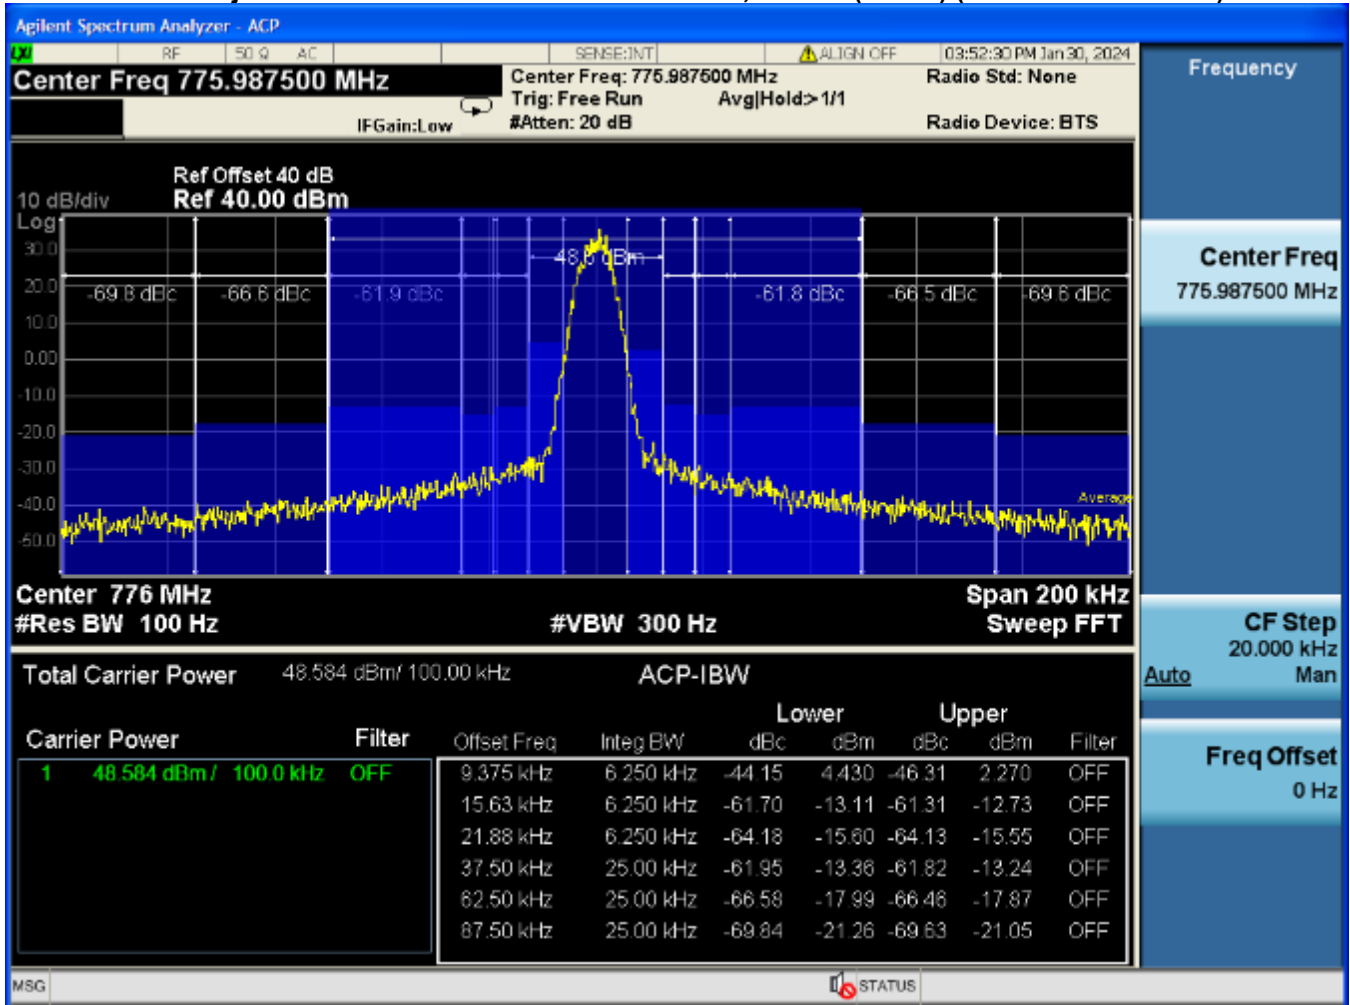 Agilent Spectrum Analyzer - ACP
LXI RF 50 Ω AC SENSE:INT ALIGN OFF 03:52:30 PM Jan 30, 2024
Center Freq 775.987500 MHz
Center Freq: 775.987500 MHz
Radio Std: None
Trig: Free Run Avg|Hold:>1/1
IFGain:Low #Atten: 20 dB
Radio Device: BTS
Ref Offset 40 dB
10 dB/div Ref 40.00 dBm
Log
30.0
20.0
10.0
0.00
-10.0
-20.0
-30.0
-40.0
-50.0
48.6 dBm
-69.8 dBc -66.6 dBc -61.9 dBc -61.8 dBc -66.5 dBc -69.6 dBc
Average
Center 776 MHz Span 200 kHz
#Res BW 100 Hz #VBW 300 Hz Sweep FFT
Total Carrier Power 48.584 dBm/ 100.00 kHz ACP-IBW
Lower Upper
Carrier Power Filter Offset Freq Integ BW dBc dBm dBc dBm Filter
1 48.584 dBm / 100.0 kHz OFF 9.375 kHz 6.250 kHz -44.15 4.430 -46.31 2.270 OFF
15.63 kHz 6.250 kHz -61.70 -13.11 -61.31 -12.73 OFF
21.88 kHz 6.250 kHz -64.18 -15.60 -64.13 -15.55 OFF
37.50 kHz 25.00 kHz -61.95 -13.36 -61.82 -13.24 OFF
62.50 kHz 25.00 kHz -66.58 -17.99 -66.46 -17.87 OFF
87.50 kHz 25.00 kHz -69.84 -21.26 -69.63 -21.05 OFF
MSG STATUS
Frequency
Center Freq
775.987500 MHz
CF Step
20.000 kHz
Auto Man
Freq Offset
0 Hz